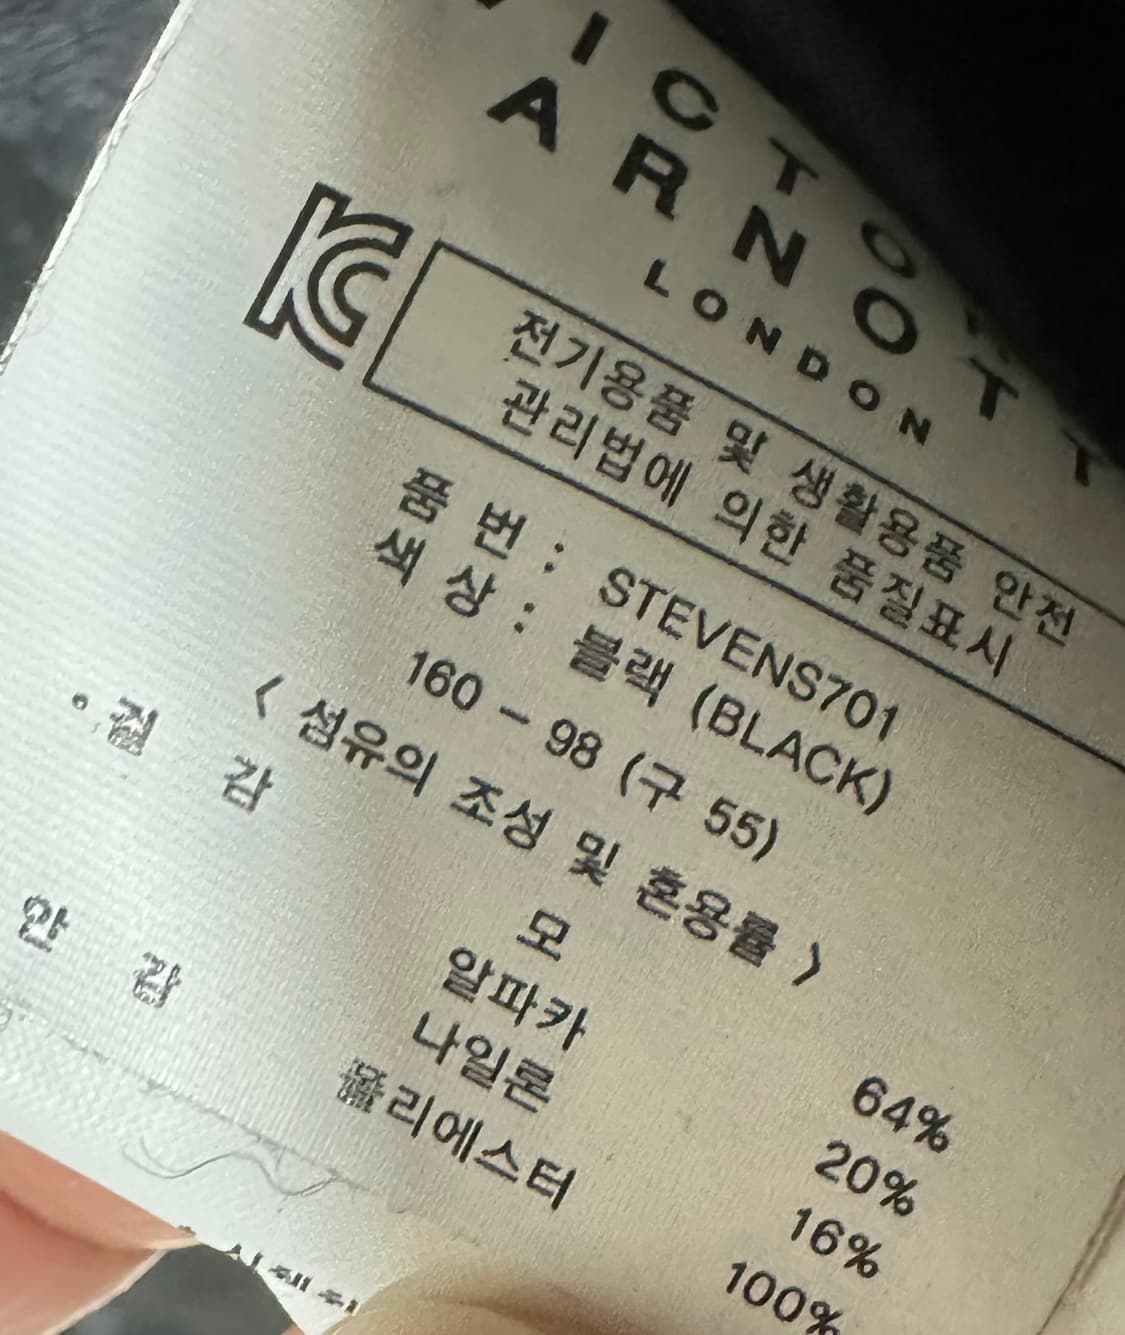 VICTO
ARNOTT
LONDON
전기용품 및 생활용품 안전
관리법에 의한 품질표시
품 번 : STEVENS701
색 상 : 블랙 (BLACK)
160 - 98 (구 55)
< 섬유의 조성 및 혼용률 >
겉 감 모 64%
알파카 20%
나일론 16%
안 감 폴리에스터 100%